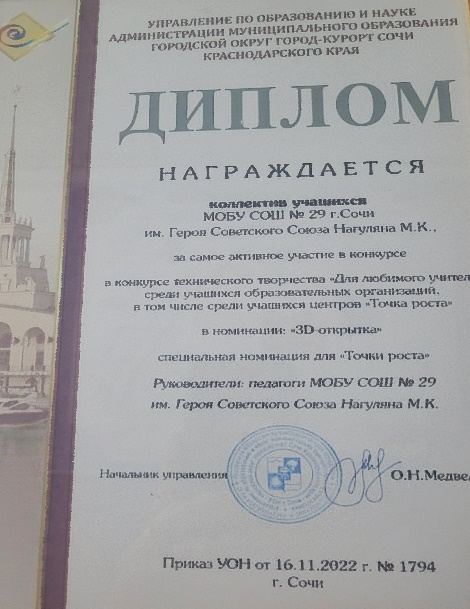 УПРАВЛЕНИЕ ПО ОБРАЗОВАНИЮ И НАУКЕ
АДМИНИСТРАЦИИ МУНИЦИПАЛЬНОГО ОБРАЗОВАНИЯ
ГОРОДСКОЙ ОКРУГ ГОРОД-КУРОРТ СОЧИ
КРАСНОДАРСКОГО КРАЯ
ДИПЛОМ
НАГРАЖДАЕТСЯ
коллектив учащихся
МОБУ СОШ № 29 г.Сочи
им. Героя Советского Союза Нагуляна М.К.,
за самое активное участие в конкурсе
в конкурсе технического творчества «Для любимого учител
среди учащихся образовательных организаций,
в том числе среди учащихся центров «Точка роста»
в номинации: «3D-открытка»
специальная номинация для «Точки роста»
Руководители: педагоги МОБУ СОШ № 29
им. Героя Советского Союза Нагуляна М.К.
Начальник управления О.Н.Медве
Приказ УОН от 16.11.2022 г. № 1794
г. Сочи